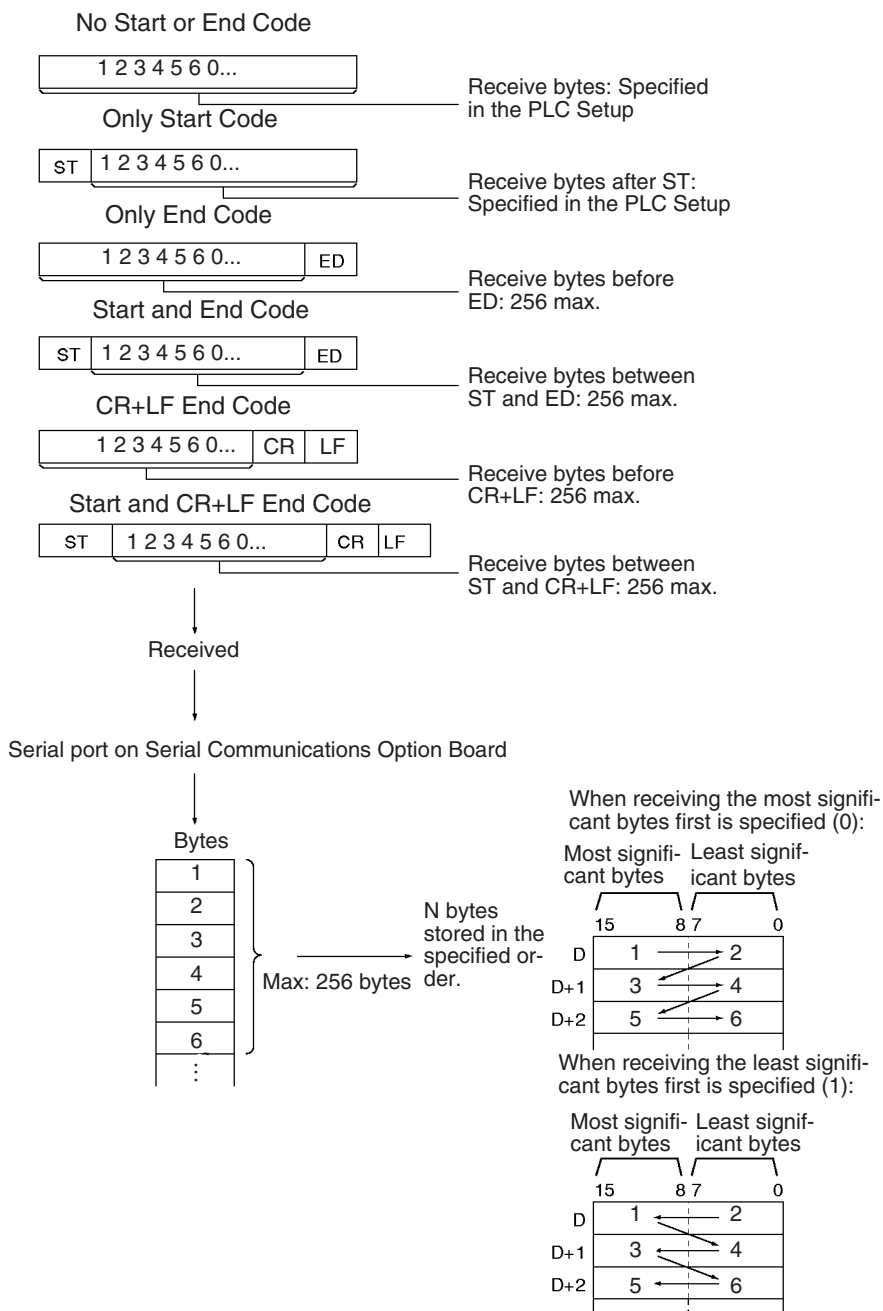 No Start or End Code
1 2 3 4 5 6 0...
Receive bytes: Specified
in the PLC Setup
Only Start Code
ST 1 2 3 4 5 6 0...
Receive bytes after ST:
Specified in the PLC Setup
Only End Code
1 2 3 4 5 6 0... ED
Receive bytes before
ED: 256 max.
Start and End Code
ST 1 2 3 4 5 6 0... ED
Receive bytes between
ST and ED: 256 max.
CR+LF End Code
1 2 3 4 5 6 0... CR LF
Receive bytes before
CR+LF: 256 max.
Start and CR+LF End Code
ST 1 2 3 4 5 6 0... CR LF
Receive bytes between
ST and CR+LF: 256 max.
Received
Serial port on Serial Communications Option Board
Bytes
1
2
3
4
5
6
⋮
Max: 256 bytes
N bytes
stored in the
specified or-
der.
When receiving the most signifi-
cant bytes first is specified (0):
Most signifi-
cant bytes
Least signif-
icant bytes
15 8 7 0
D 1 2
D+1 3 4
D+2 5 6
When receiving the least signifi-
cant bytes first is specified (1):
Most signifi-
cant bytes
Least signif-
icant bytes
15 8 7 0
D 1 2
D+1 3 4
D+2 5 6